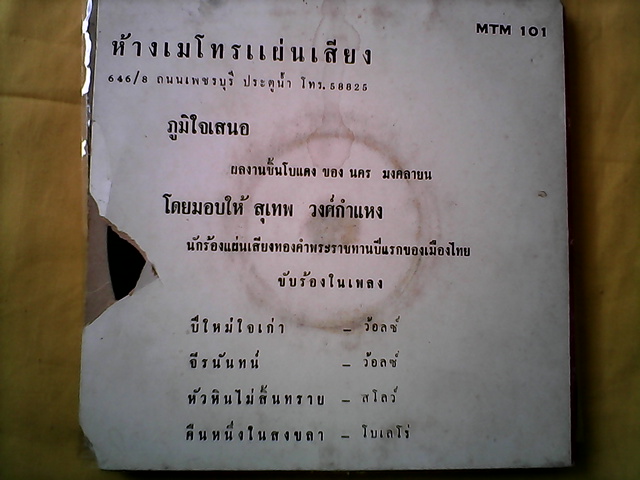 MTM 101
ห้างเมโทรแผ่นเสียง
646/8 ถนนเพชรบุรี ประตูน้ำ โทร. 58825
ภูมิใจเสนอ
ผลงานชิ้นโบแดง ของ นคร มงคลายน
โดยมอบให้ สุเทพ วงศ์กำแหง
นักร้องแผ่นเสียงทองคำพระราชทานปีแรกของเมืองไทย
ขับร้องในเพลง
ปีใหม่ใจเก่า – ว้อลซ์
จีรนันทน์ – ว้อลซ์
หัวหินไม่สิ้นทราย – สโลว์
คืนหนึ่งในสงขลา – โบเลโร่